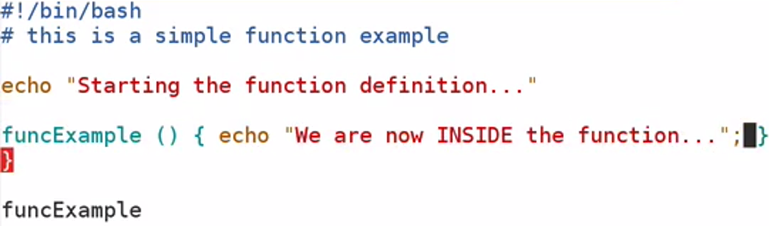 #!/bin/bash
# this is a simple function example
echo "Starting the function definition..."
funcExample () { echo "We are now INSIDE the function..."; }
}
funcExample